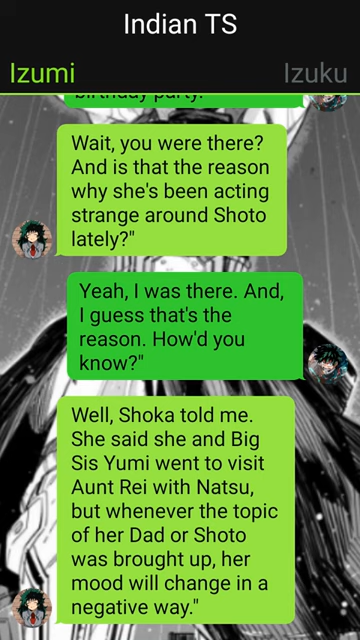 Indian TS
Izumi
Izuku
birthday party.
Wait, you were there?
And is that the reason
why she's been acting
strange around Shoto
lately?"
Yeah, I was there. And,
I guess that's the
reason. How'd you
know?"
Well, Shoka told me.
She said she and Big
Sis Yumi went to visit
Aunt Rei with Natsu,
but whenever the topic
of her Dad or Shoto
was brought up, her
mood will change in a
negative way."